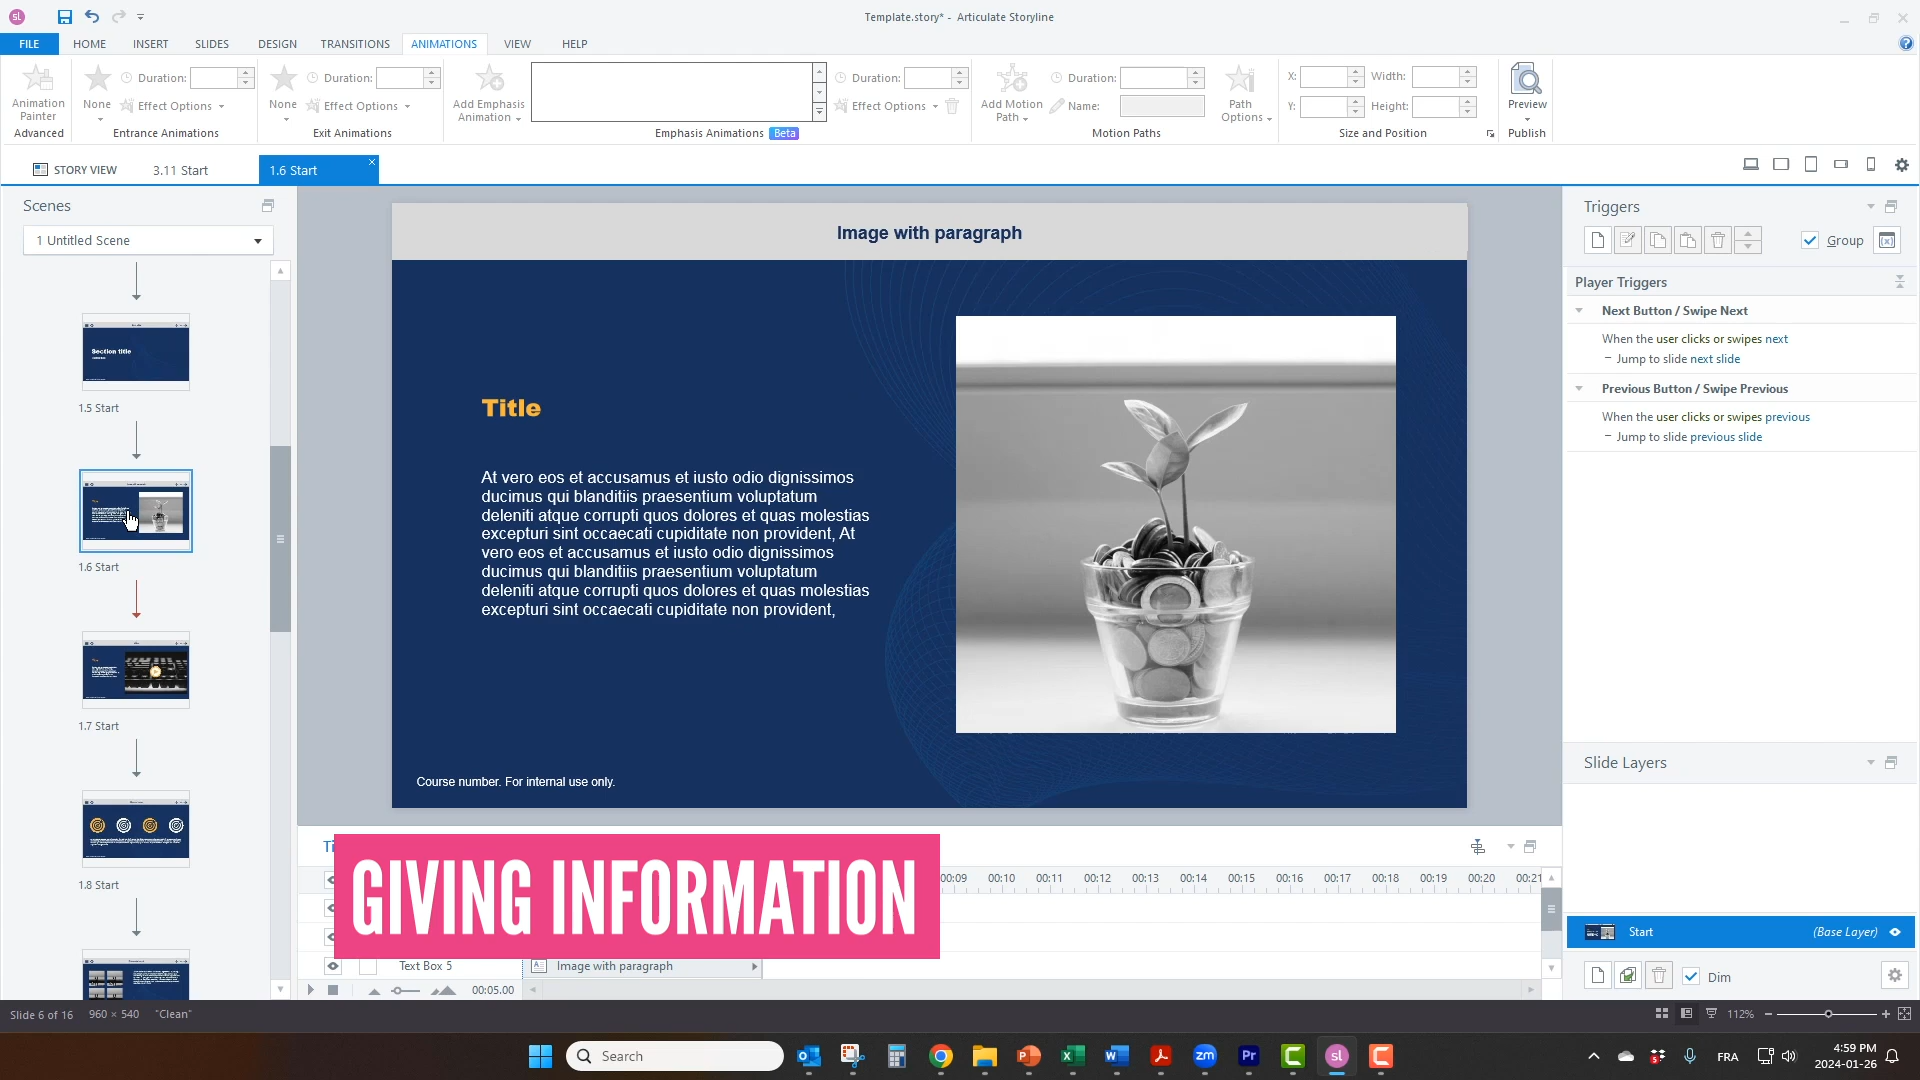 sl
Template.story* - Articulate Storyline
FILE
HOME
INSERT
SLIDES
DESIGN
TRANSITIONS
ANIMATIONS
VIEW
HELP
Animation
Painter
Advanced
None
Duration:
Effect Options
Entrance Animations
None
Duration:
Effect Options
Exit Animations
Add Emphasis
Animation
Duration:
Effect Options
Emphasis Animations Beta
Add Motion
Path
Duration:
Name:
Path
Options
Motion Paths
X:
Width:
Y:
Height:
Size and Position
Preview
Publish
STORY VIEW
3.11 Start
1.6 Start
Scenes
1 Untitled Scene
Section title
1.5 Start
1.6 Start
1.7 Start
1.8 Start
Image with paragraph
Title
At vero eos et accusamus et iusto odio dignissimos
ducimus qui blanditiis praesentium voluptatum
deleniti atque corrupti quos dolores et quas molestias
excepturi sint occaecati cupiditate non provident, At
vero eos et accusamus et iusto odio dignissimos
ducimus qui blanditiis praesentium voluptatum
deleniti atque corrupti quos dolores et quas molestias
excepturi sint occaecati cupiditate non provident,
Course number. For internal use only.
Triggers
Group
Player Triggers
Next Button / Swipe Next
When the user clicks or swipes next
– Jump to slide next slide
Previous Button / Swipe Previous
When the user clicks or swipes previous
– Jump to slide previous slide
Slide Layers
Start
(Base Layer)
Dim
GIVING INFORMATION
00:09 00:10 00:11 00:12 00:13 00:14 00:15 00:16 00:17 00:18 00:19 00:20 00:21
Text Box 5
Image with paragraph
00:05.00
Slide 6 of 16
960 × 540
"Clean"
112%
Search
zm
Pr
sl
FRA
4:59 PM
2024-01-26